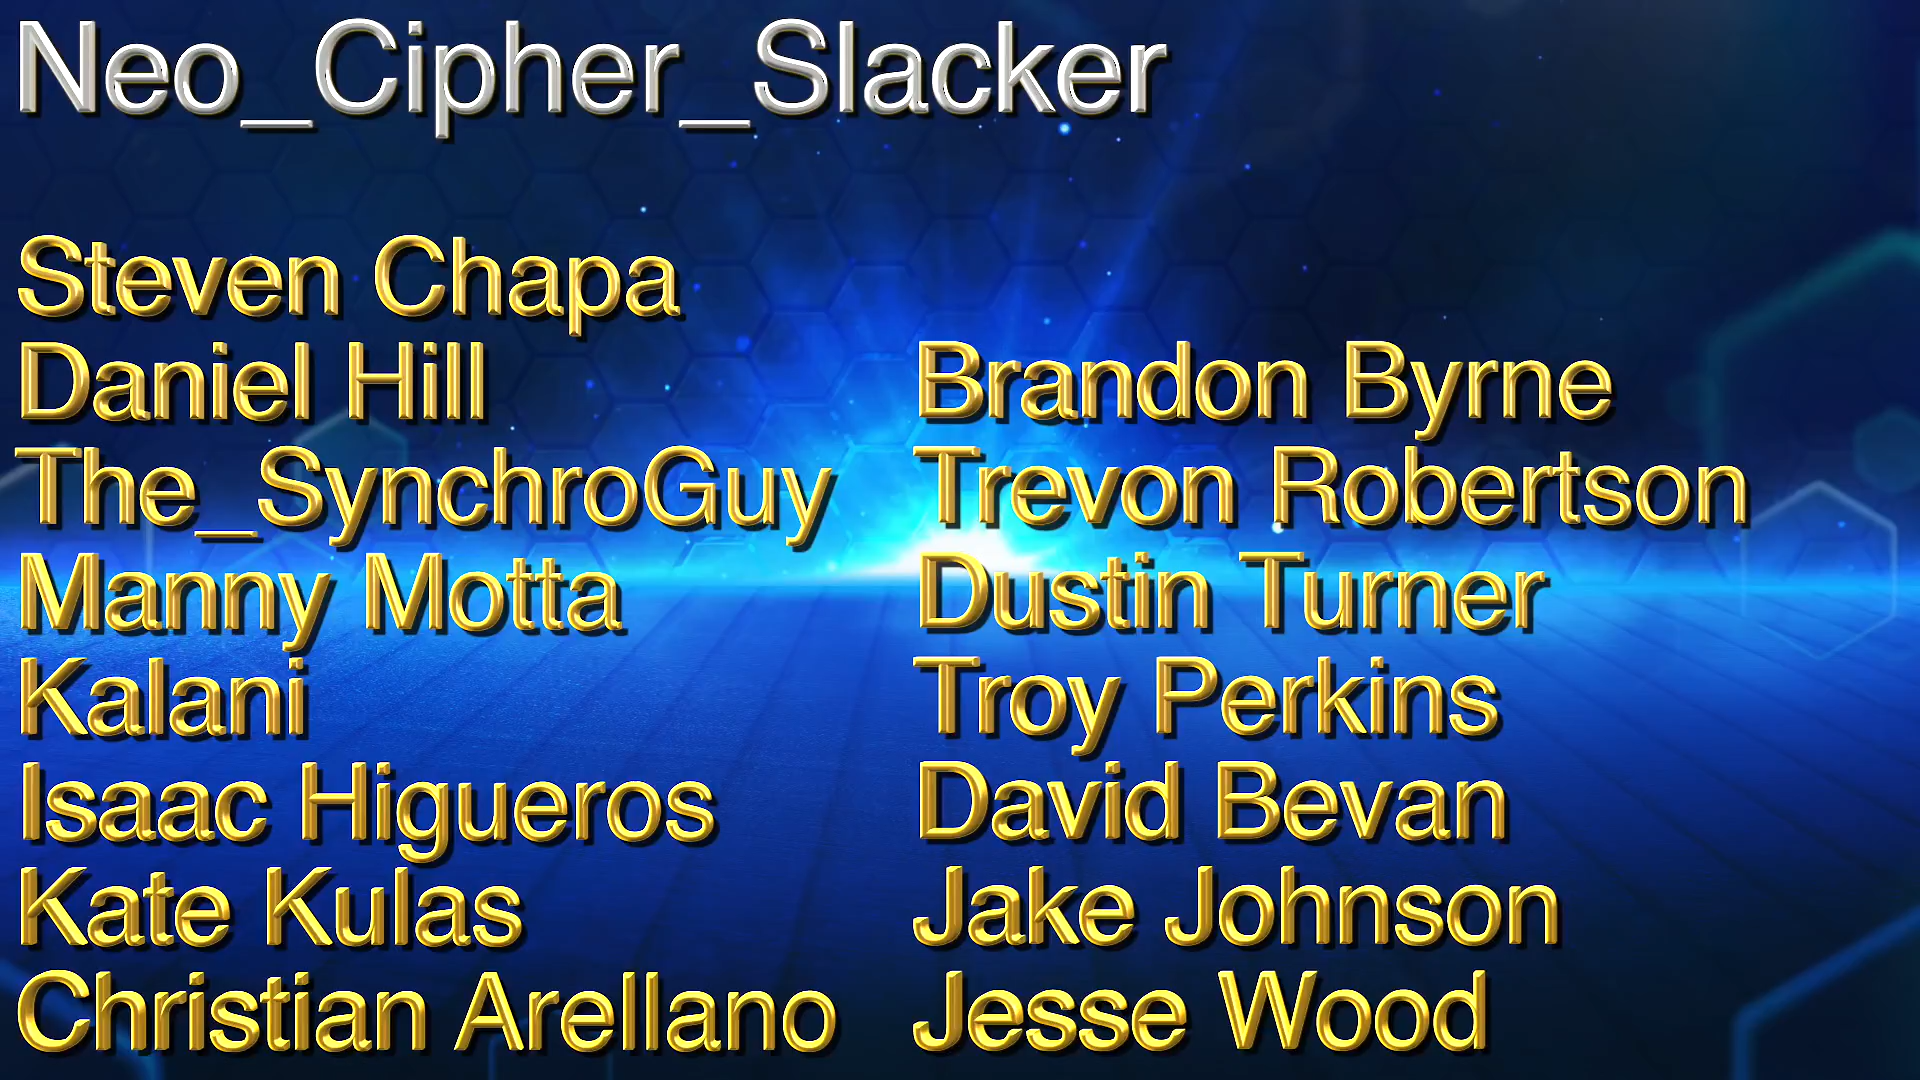 Neo_Cipher_Slacker
Steven Chapa
Daniel Hill
The_SynchroGuy
Manny Motta
Kalani
Isaac Higueros
Kate Kulas
Christian Arellano
Brandon Byrne
Trevon Robertson
Dustin Turner
Troy Perkins
David Bevan
Jake Johnson
Jesse Wood